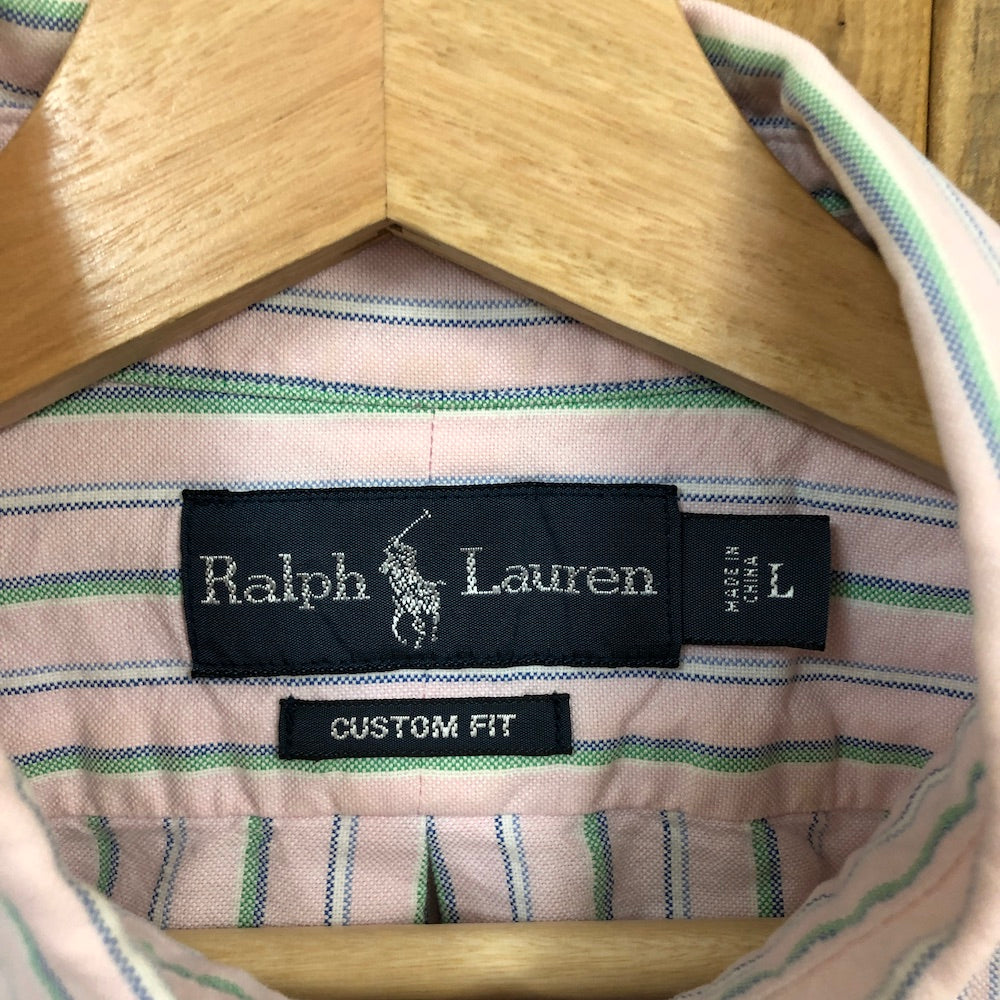 Ralph Lauren
MADE IN
CHINA
L
CUSTOM FIT